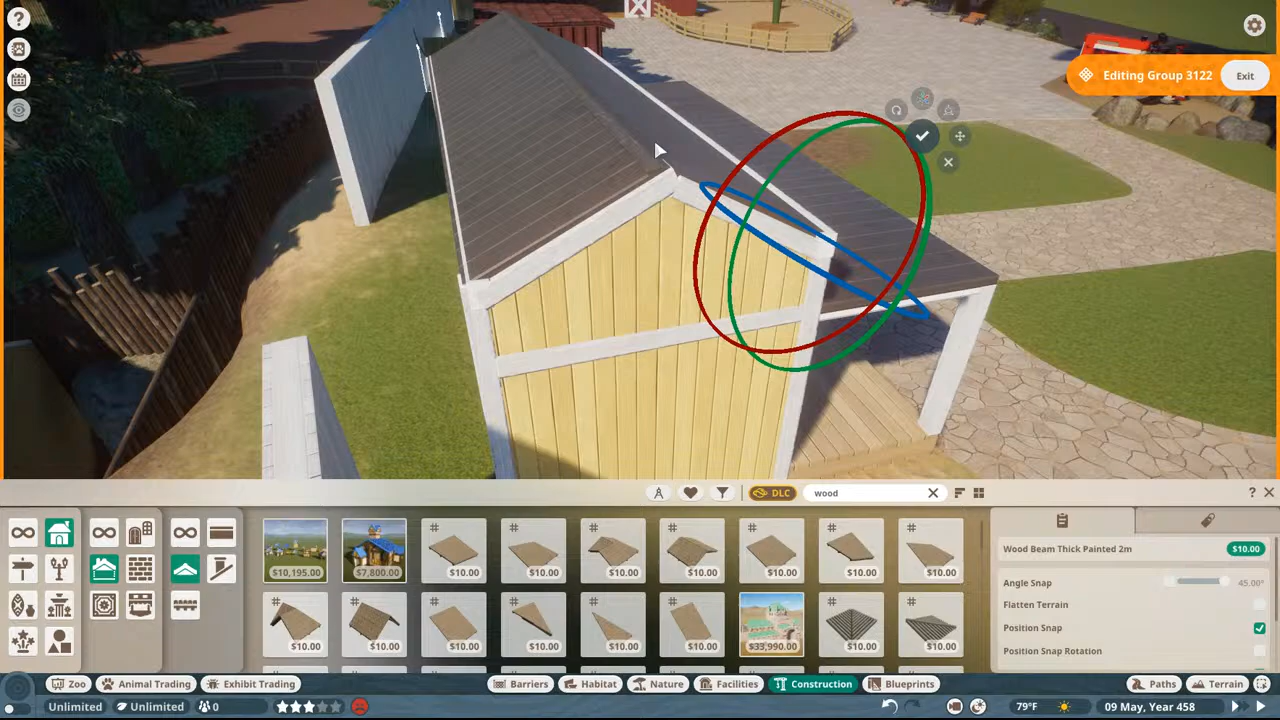 ?
Editing Group 3122
Exit
DLC
wood
?
$10,195.00
$7,800.00
$10.00
$10.00
$10.00
$10.00
$10.00
$10.00
$10.00
$10.00
$10.00
$10.00
$10.00
$10.00
$10.00
$33,990.00
$10.00
$10.00
Wood Beam Thick Painted 2m
$10.00
Angle Snap
45.00°
Flatten Terrain
Position Snap
Position Snap Rotation
Zoo
Animal Trading
Exhibit Trading
Barriers
Habitat
Nature
Facilities
Construction
Blueprints
Paths
Terrain
Unlimited
Unlimited
0
79°F
09 May, Year 458